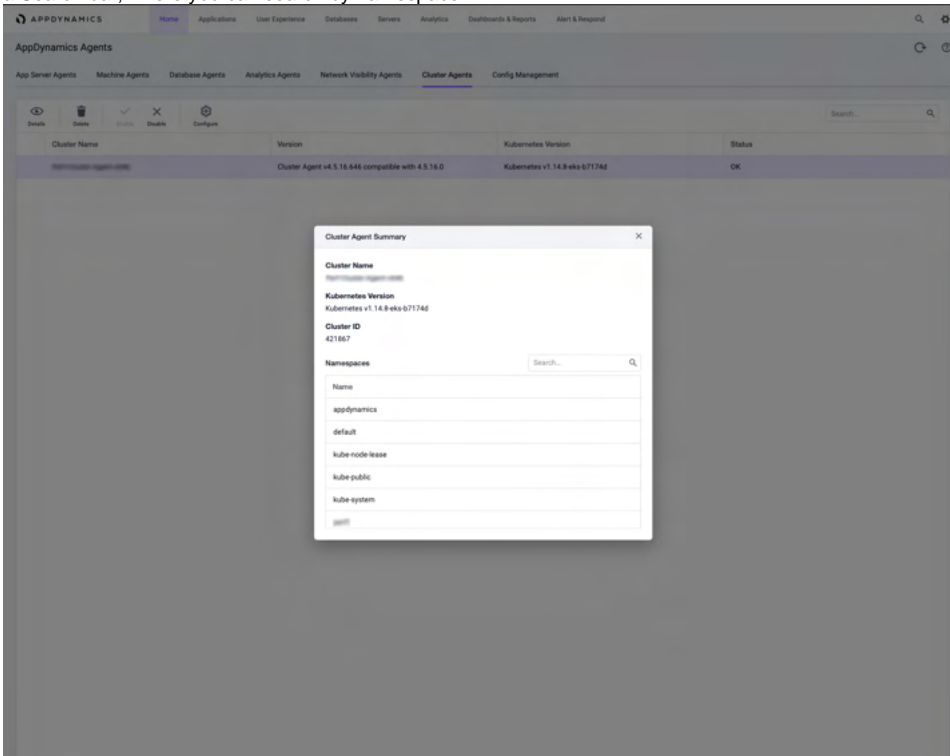 APPDYNAMICS Home Applications User Experience Databases Servers Analytics Dashboards & Reports Alert & Respond
AppDynamics Agents
App Server Agents Machine Agents Database Agents Analytics Agents Network Visibility Agents Cluster Agents Config Management
Details Delete Enable Disable Configure Search...
Cluster Name Version Kubernetes Version Status
Cluster Agent v4.5.16.646 compatible with 4.5.16.0 Kubernetes v1.14.8-eks-b7174d OK
Cluster Agent Summary
Cluster Name
Kubernetes Version
Kubernetes v1.14.8-eks-b7174d
Cluster ID
421867
Namespaces Search...
Name
appdynamics
default
kube-node-lease
kube-public
kube-system